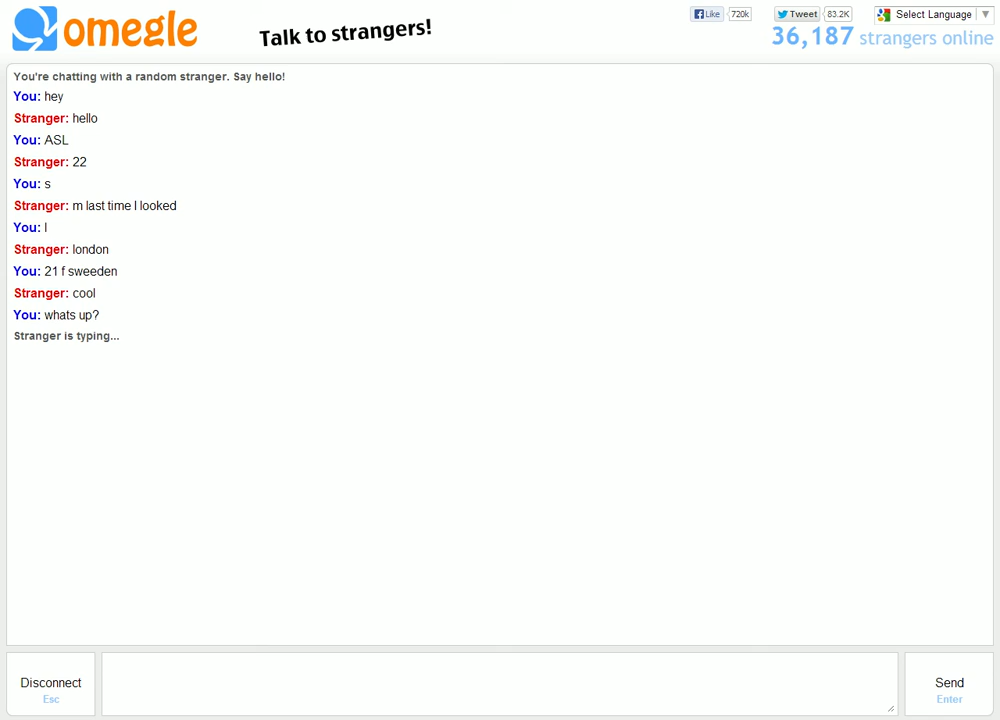 omegle
Talk to strangers!
Like 720k Tweet 83.2K Select Language
36,187 strangers online
You're chatting with a random stranger. Say hello!
You: hey
Stranger: hello
You: ASL
Stranger: 22
You: s
Stranger: m last time I looked
You: l
Stranger: london
You: 21 f sweeden
Stranger: cool
You: whats up?
Stranger is typing...
Disconnect
Esc
Send
Enter